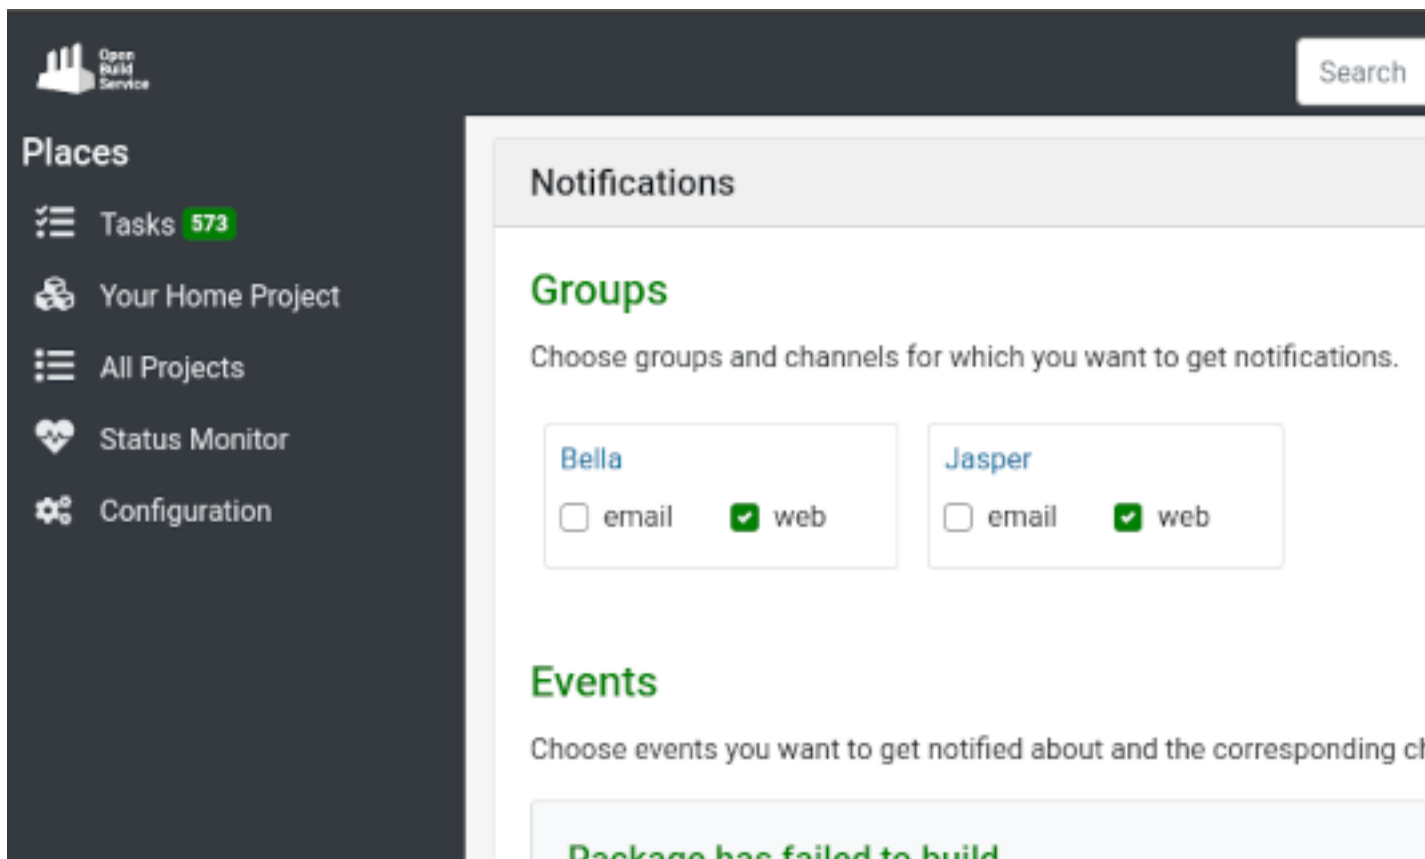 Open
Build
Service
Search
Places
Tasks 573
Your Home Project
All Projects
Status Monitor
Configuration
Notifications
Groups
Choose groups and channels for which you want to get notifications.
Bella
email web
Jasper
email web
Events
Choose events you want to get notified about and the corresponding ch
Package has failed to build